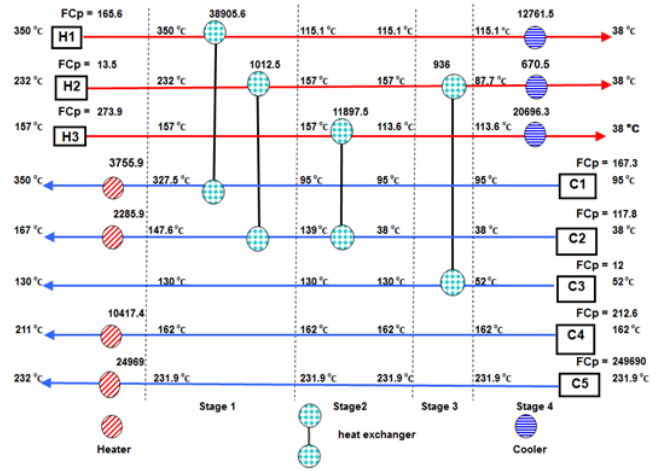 FCp = 165.6 38905.6 12761.5
350 °C H1 350 °C 115.1 °C 115.1 °C 115.1 °C 38 °C
FCp = 13.5 1012.5 936 670.5
232 °C H2 232 °C 157 °C 157 °C 87.7 °C 38 °C
FCp = 273.9 11897.5 20696.3
157 °C H3 157 °C 157 °C 113.6 °C 113.6 °C 38 °C
3755.9 FCp = 167.3
350 °C 327.5 °C 95 °C 95 °C 95 °C C1 95 °C
2285.9 FCp = 117.8
167 °C 147.6 °C 139 °C 38 °C 38 °C C2 38 °C
FCp = 12
130 °C 130 °C 130 °C 130 °C 52 °C C3 52 °C
10417.4 FCp = 212.6
211 °C 162 °C 162 °C 162 °C 162 °C C4 162 °C
24969 FCp = 249690
232 °C 231.9 °C 231.9 °C 231.9 °C 231.9 °C C5 231.9 °C
Stage 1 Stage2 Stage 3 Stage 4
Heater heat exchanger Cooler